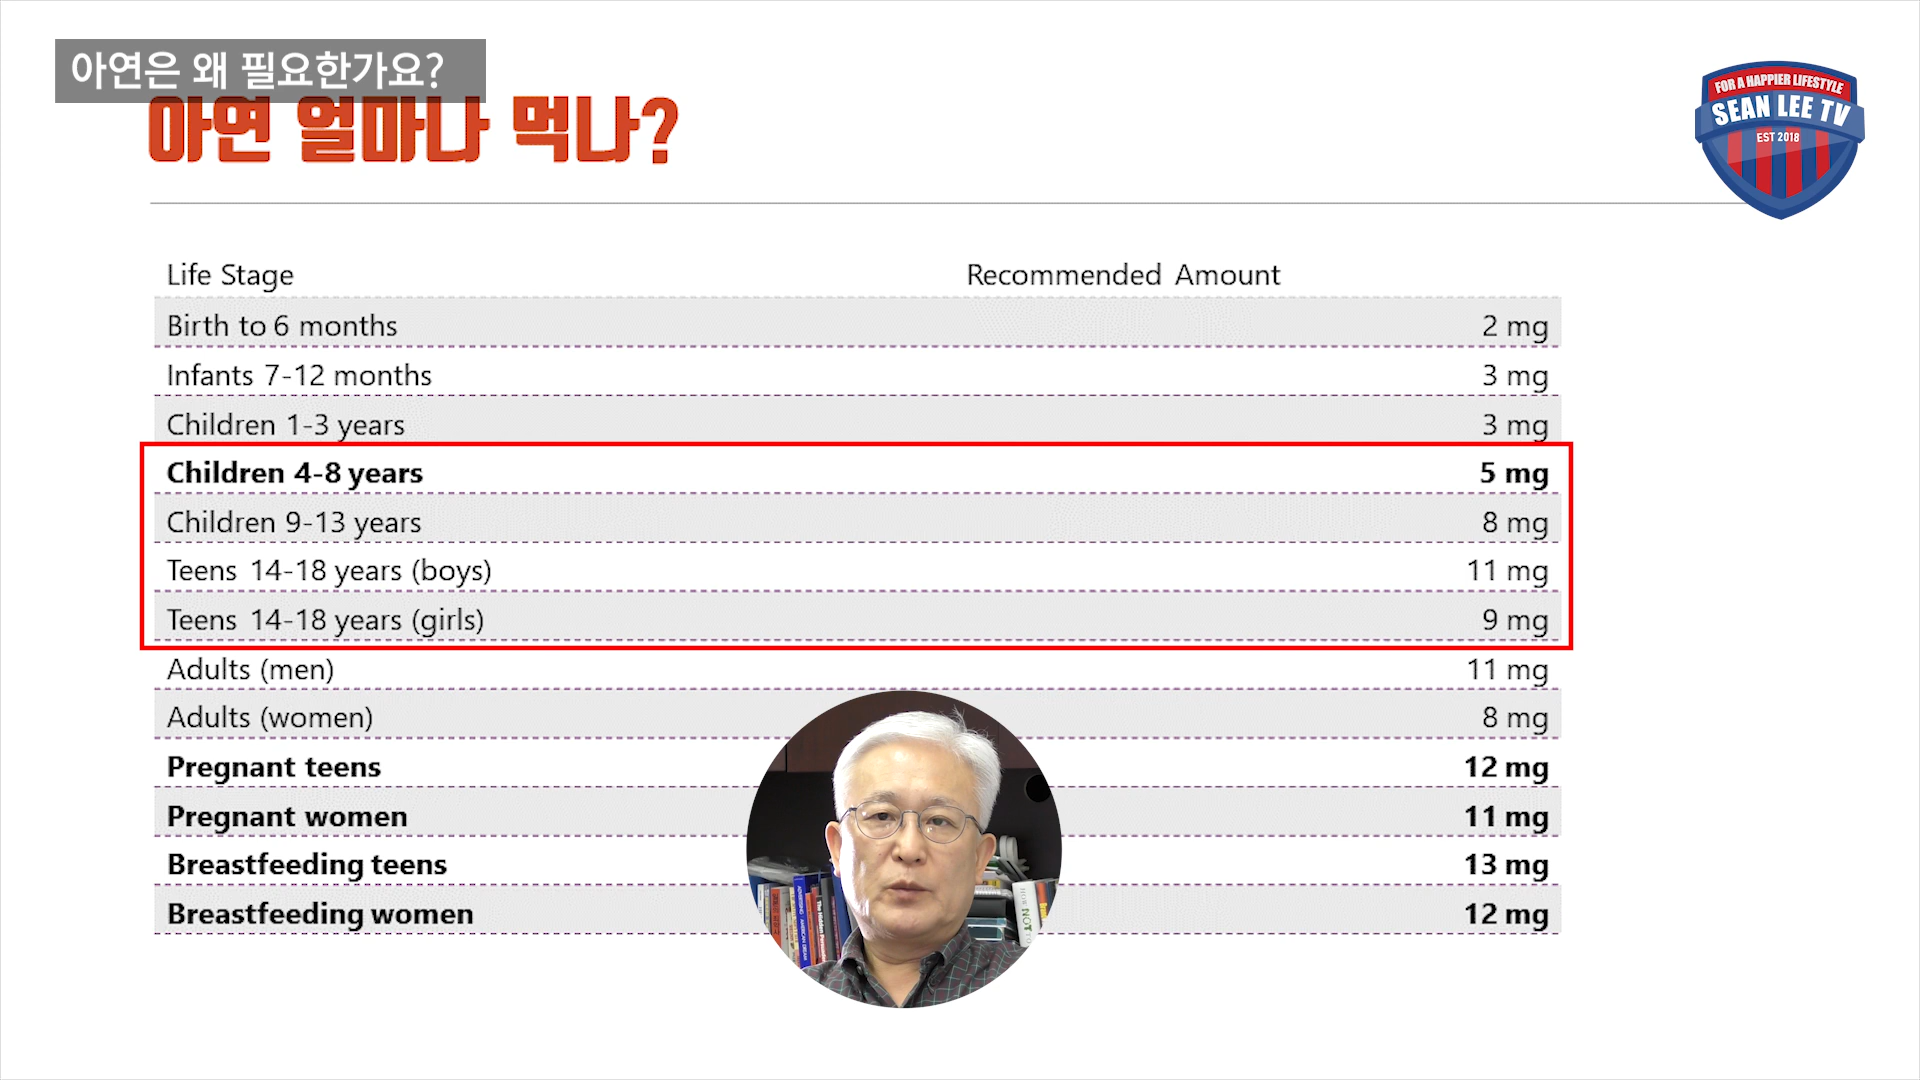 아연은 왜 필요한가요?
아연 얼마나 먹나?
FOR A HAPPIER LIFESTYLE
SEAN LEE TV
EST 2018
Life Stage Recommended Amount
Birth to 6 months 2 mg
Infants 7-12 months 3 mg
Children 1-3 years 3 mg
Children 4-8 years 5 mg
Children 9-13 years 8 mg
Teens 14-18 years (boys) 11 mg
Teens 14-18 years (girls) 9 mg
Adults (men) 11 mg
Adults (women) 8 mg
Pregnant teens 12 mg
Pregnant women 11 mg
Breastfeeding teens 13 mg
Breastfeeding women 12 mg
NOT